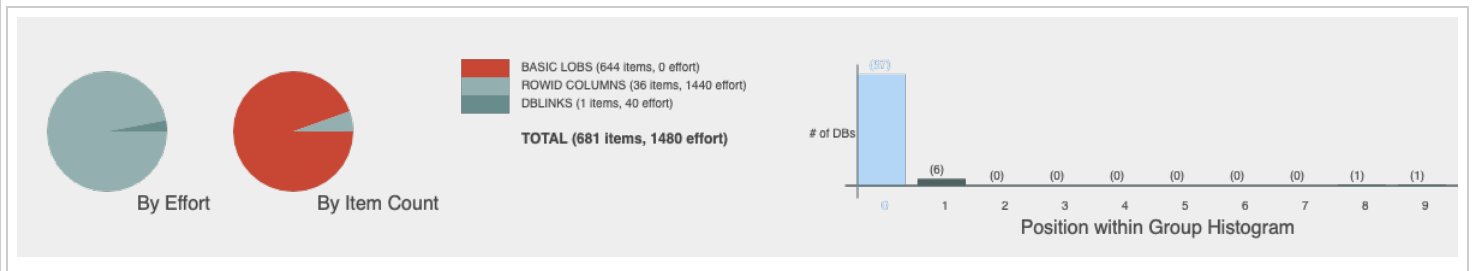 BASIC LOBS (644 items, 0 effort)
ROWID COLUMNS (36 items, 1440 effort)
DBLINKS (1 items, 40 effort)
TOTAL (681 items, 1480 effort)
By Effort
By Item Count
(97)
# of DBs
(6)
(0)
(0)
(0)
(0)
(0)
(0)
(1)
(1)
0
1
2
3
4
5
6
7
8
9
Position within Group Histogram